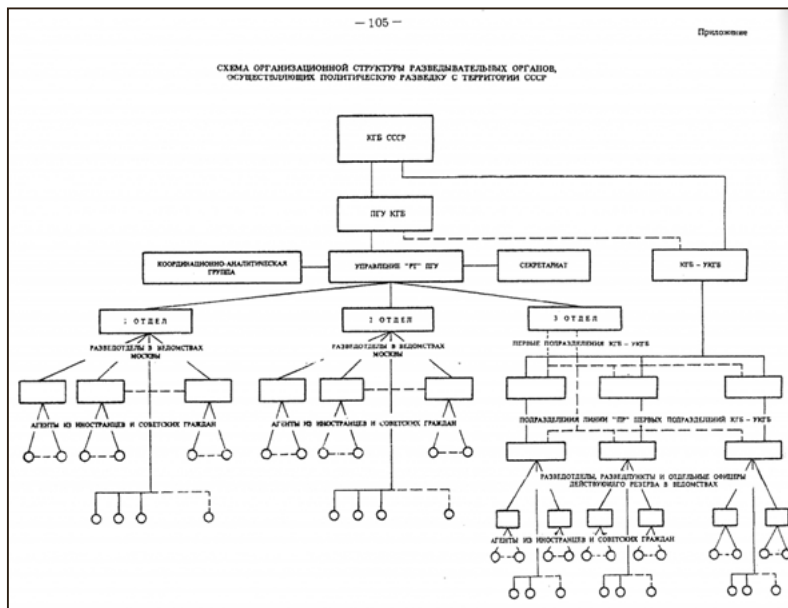 — 105 —
Приложение
СХЕМА ОРГАНИЗАЦИОННОЙ СТРУКТУРЫ РАЗВЕДЫВАТЕЛЬНЫХ ОРГАНОВ,
ОСУЩЕСТВЛЯЮЩИХ ПОЛИТИЧЕСКУЮ РАЗВЕДКУ С ТЕРРИТОРИИ СССР
КГБ СССР
ПГУ КГБ
КООРДИНАЦИОННО-АНАЛИТИЧЕСКАЯ
ГРУППА
УПРАВЛЕНИЕ "РТ" ПГУ
СЕКРЕТАРИАТ
КГБ – УКГБ
1 ОТДЕЛ
2 ОТДЕЛ
3 ОТДЕЛ
РАЗВЕДОТДЕЛЫ В ВЕДОМСТВАХ
МОСКВЫ
РАЗВЕДОТДЕЛЫ В ВЕДОМСТВАХ
МОСКВЫ
ПЕРВЫЕ ПОДРАЗДЕЛЕНИЯ КГБ – УКГБ
АГЕНТЫ ИЗ ИНОСТРАНЦЕВ И СОВЕТСКИХ ГРАЖДАН
АГЕНТЫ ИЗ ИНОСТРАНЦЕВ И СОВЕТСКИХ ГРАЖДАН
ПОДРАЗДЕЛЕНИЯ ЛИНИИ "ПР" ПЕРВЫХ ПОДРАЗДЕЛЕНИЙ КГБ – УКГБ
РАЗВЕДОТДЕЛЫ, РАЗВЕДПУНКТЫ И ОТДЕЛЬНЫЕ ОФИЦЕРЫ
ДЕЙСТВУЮЩЕГО РЕЗЕРВА В ВЕДОМСТВАХ
АГЕНТЫ ИЗ ИНОСТРАНЦЕВ И СОВЕТСКИХ ГРАЖДАН